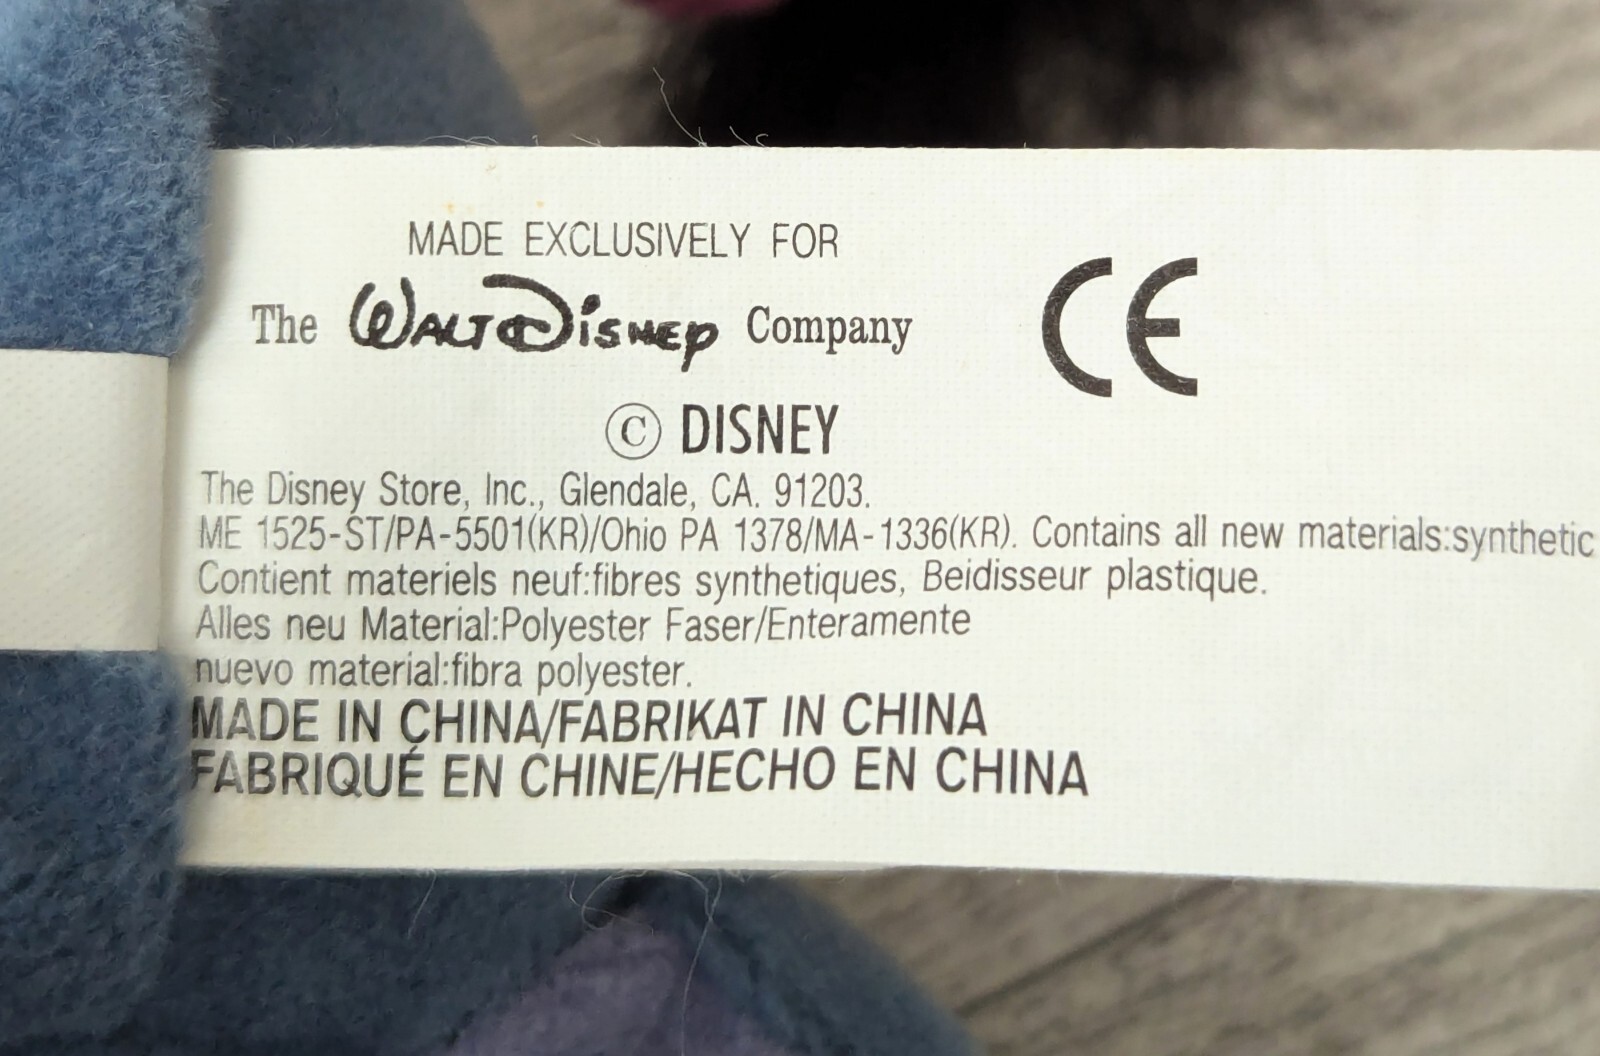 MADE EXCLUSIVELY FOR
The WALT DISNEY Company
CE
© DISNEY
The Disney Store, Inc., Glendale, CA. 91203.
ME 1525-ST/PA-5501(KR)/Ohio PA 1378/MA-1336(KR). Contains all new materials:synthetic
Contient materiels neuf:fibres synthetiques, Beidisseur plastique.
Alles neu Material:Polyester Faser/Enteramente
nuevo material:fibra polyester.
MADE IN CHINA/FABRIKAT IN CHINA
FABRIQUÉ EN CHINE/HECHO EN CHINA